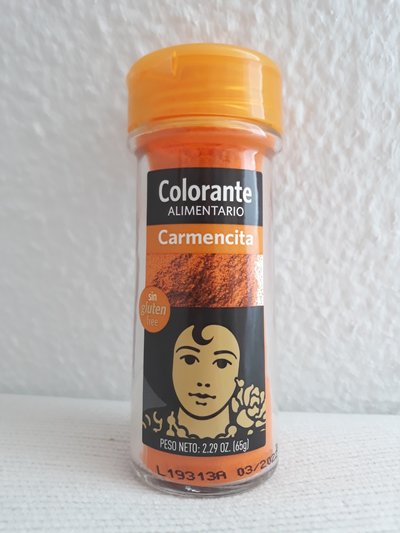 Colorante
ALIMENTARIO
Carmencita
sin
gluten
free
PESO NETO: 2.29 OZ. (65g)
L19313A